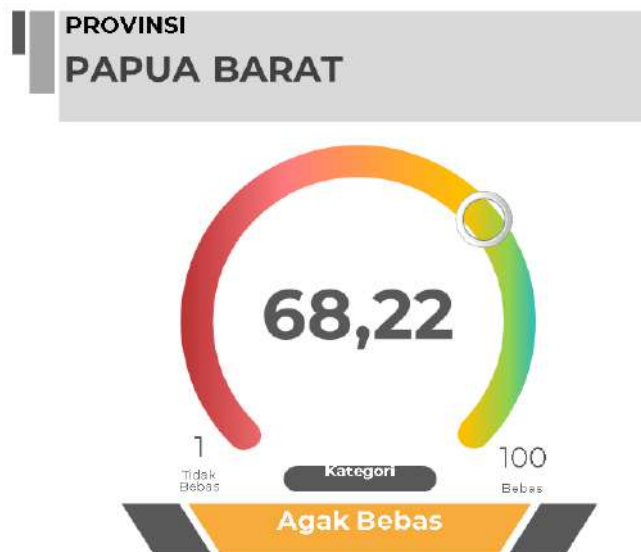 PROVINSI
PAPUA BARAT
68,22
1
Tidak
Bebas
100
Bebas
Kategori
Agak Bebas